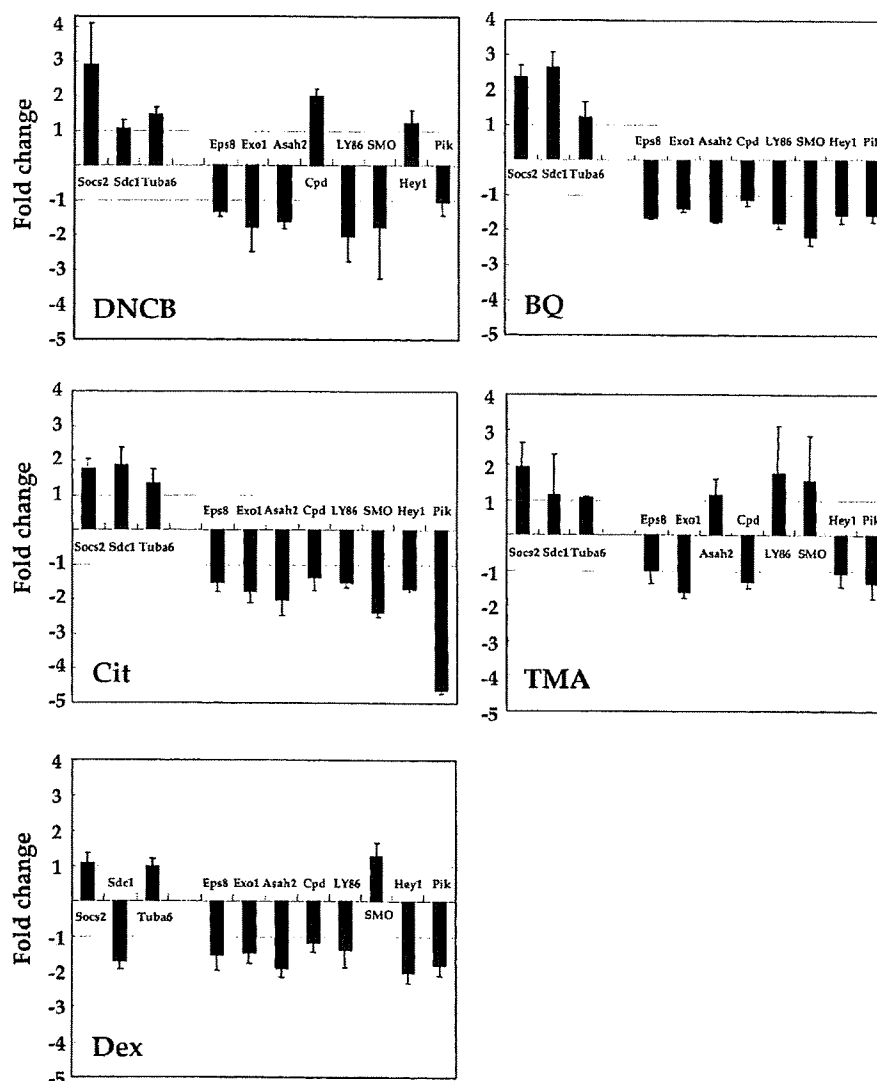 4
3
2
1
-1
-2
-3
-4
-5
Fold change
Socs2 Sdc1 Tuba6
Eps8 Exo1 Asah2 LY86 SMO Pik
Cpd Hey1
DNCB
4
3
2
1
-1
-2
-3
-4
-5
Socs2 Sdc1 Tuba6
Eps8 Exo1 Asah2 Cpd LY86 SMO Hey1 Pik
BQ
4
3
2
1
-1
-2
-3
-4
-5
Fold change
Socs2 Sdc1 Tuba6
Eps8 Exo1 Asah2 Cpd LY86 SMO Hey1 Pik
Cit
4
3
2
1
-1
-2
-3
-4
-5
Socs2 Sdc1 Tuba6
Eps8 Exo1 Cpd Hey1 Pik
Asah2 LY86 SMO
TMA
4
3
2
1
-1
-2
-3
-4
-5
Fold change
Sdc1
Socs2 Tuba6
Eps8 Exo1 Asah2 Cpd LY86 Hey1 Pik
SMO
Dex